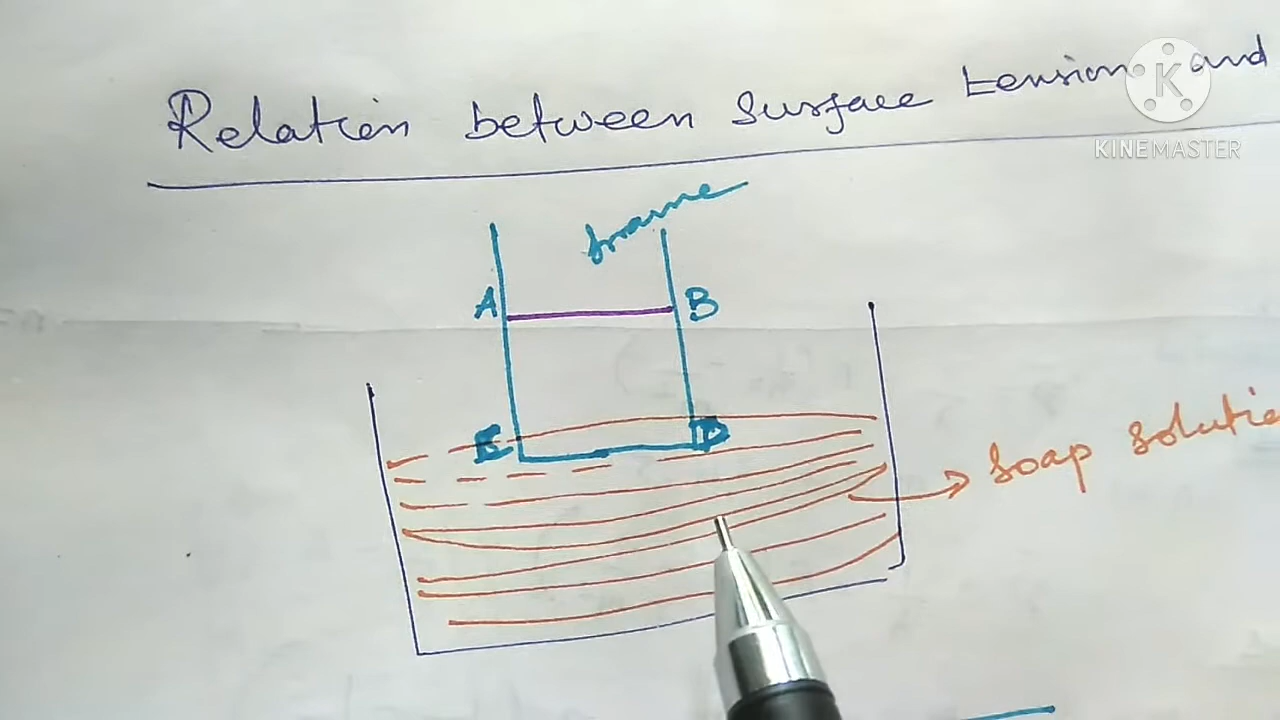 Relation between surface tension and
K
KINEMASTER
frame
A B
E D
soap solutio